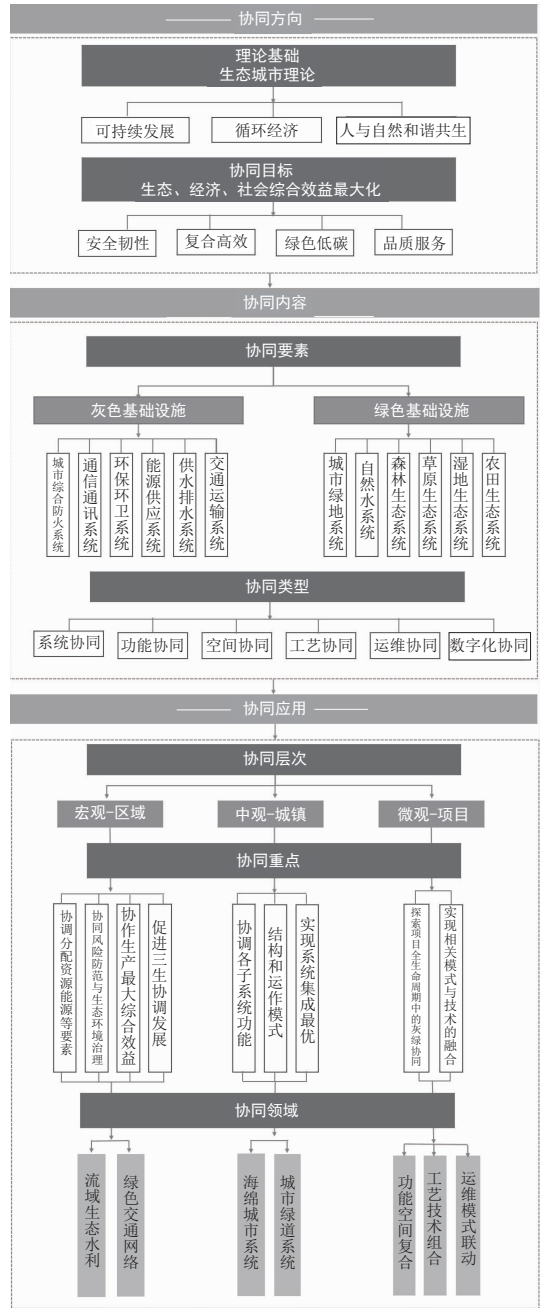 协同方向
理论基础
生态城市理论
可持续发展
循环经济
人与自然和谐共生
协同目标
生态、经济、社会综合效益最大化
安全韧性
复合高效
绿色低碳
品质服务
协同内容
协同要素
灰色基础设施
绿色基础设施
城市综合防火系统
通信通讯系统
环保环卫系统
能源供应系统
供水排水系统
交通运输系统
城市绿地系统
自然水系统
森林生态系统
草原生态系统
湿地生态系统
农田生态系统
协同类型
系统协同
功能协同
空间协同
工艺协同
运维协同
数字化协同
协同应用
协同层次
宏观-区域
中观-城镇
微观-项目
协同重点
协调分配资源能源等要素
协同风险防范与生态环境治理
协作生产最大综合效益
促进三生协调发展
协调各子系统功能
结构和运作模式
实现系统集成最优
探索项目全生命周期中的灰绿协同
实现相关模式与技术的融合
协同领域
流域生态水利
绿色交通网络
海绵城市系统
城市绿道系统
功能空间复合
工艺技术组合
运维模式联动